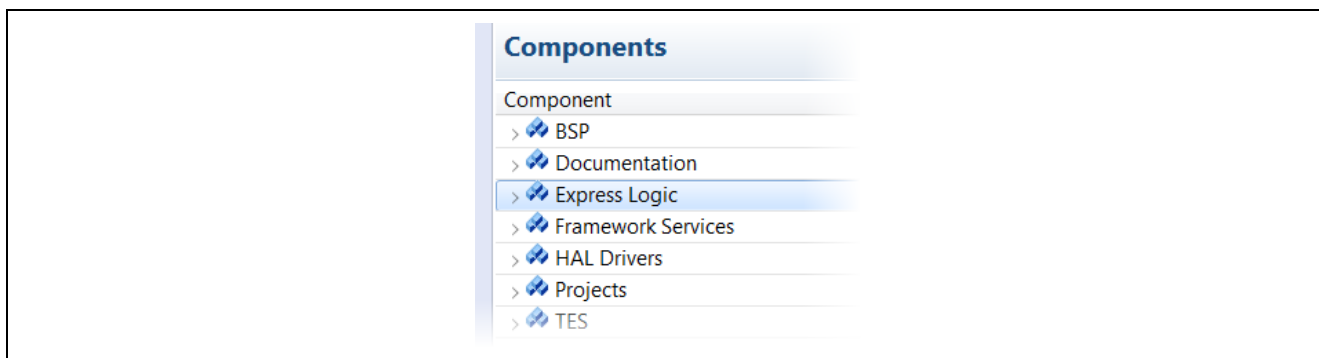 Components
Component
BSP
Documentation
Express Logic
Framework Services
HAL Drivers
Projects
TES